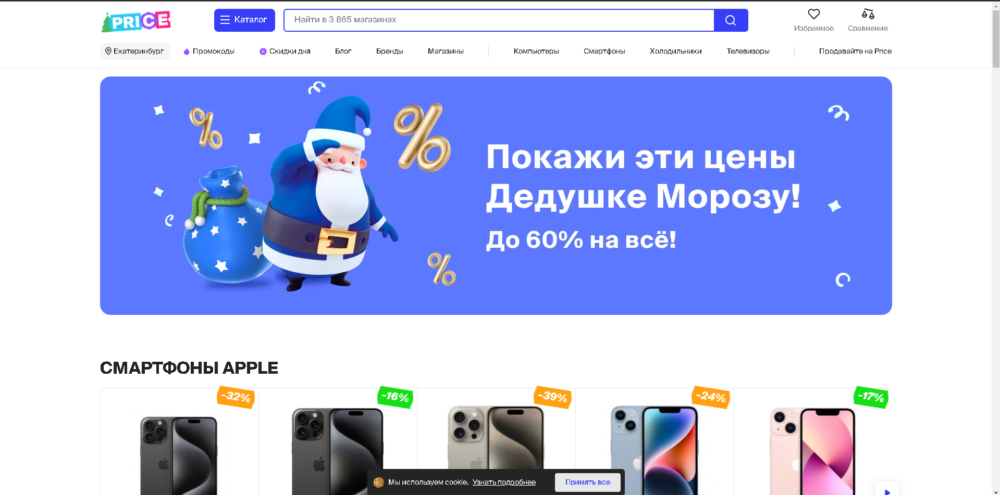 PRICE
Каталог
Найти в 3 865 магазинах
Избранное
Сравнение
Екатеринбург
Промокоды
Скидки дня
Блог
Бренды
Магазины
Компьютеры
Смартфоны
Холодильники
Телевизоры
Продавайте на Price
Покажи эти цены
Дедушке Морозу!
До 60% на всё!
СМАРТФОНЫ APPLE
-32%
-16%
-39%
-24%
-17%
Мы используем cookie. Узнать подробнее
Принять все